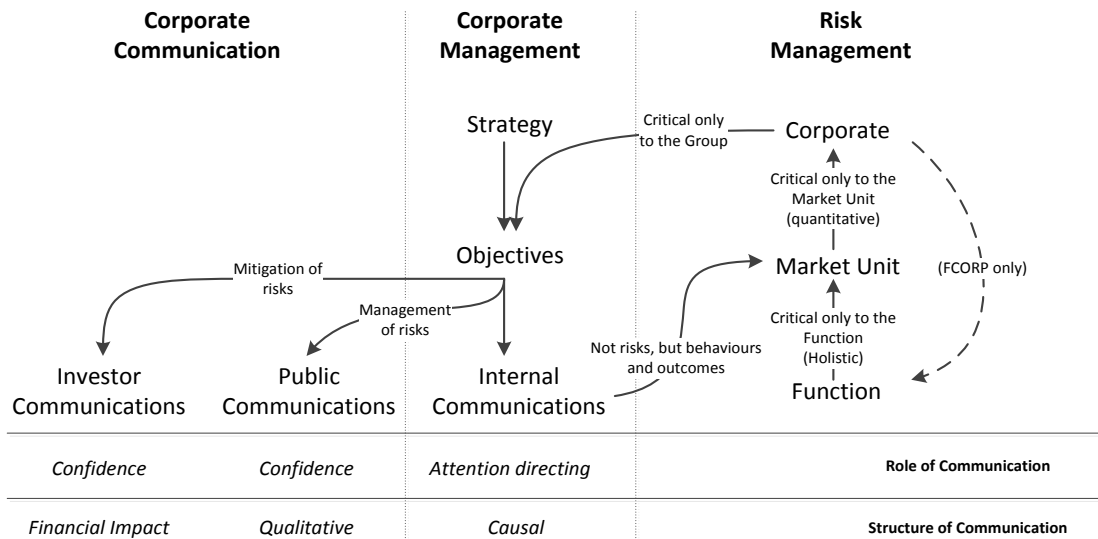 Corporate
Communication
Corporate
Management
Risk
Management
Strategy
Critical only
to the Group
Corporate
Critical only to the
Market Unit
(quantitative)
Objectives
Market Unit
(FCORP only)
Mitigation of
risks
Management
of risks
Critical only to the
Function
(Holistic)
Not risks, but behaviours
and outcomes
Investor
Communications
Public
Communications
Internal
Communications
Function
Confidence
Confidence
Attention directing
Role of Communication
Financial Impact
Qualitative
Causal
Structure of Communication